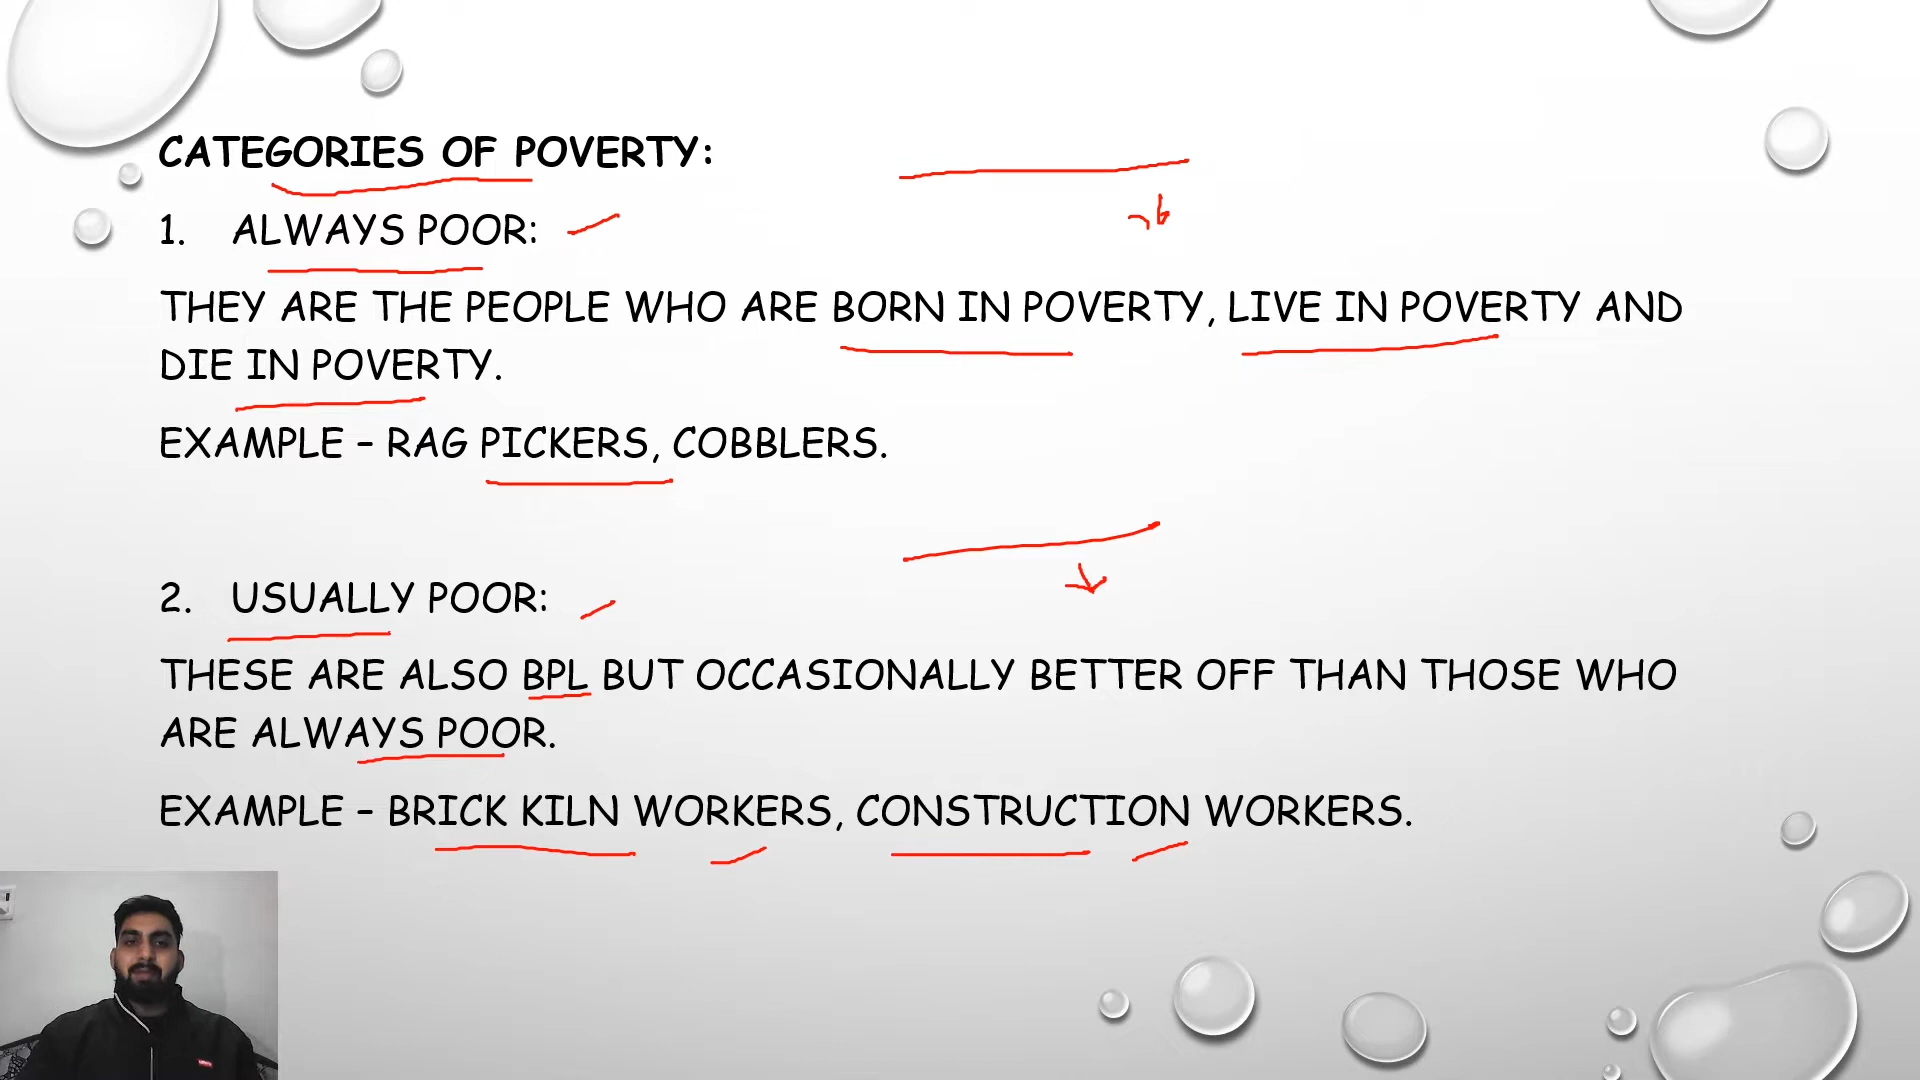 CATEGORIES OF POVERTY:
1. ALWAYS POOR:
THEY ARE THE PEOPLE WHO ARE BORN IN POVERTY, LIVE IN POVERTY AND
DIE IN POVERTY.
EXAMPLE – RAG PICKERS, COBBLERS.
2. USUALLY POOR:
THESE ARE ALSO BPL BUT OCCASIONALLY BETTER OFF THAN THOSE WHO
ARE ALWAYS POOR.
EXAMPLE – BRICK KILN WORKERS, CONSTRUCTION WORKERS.